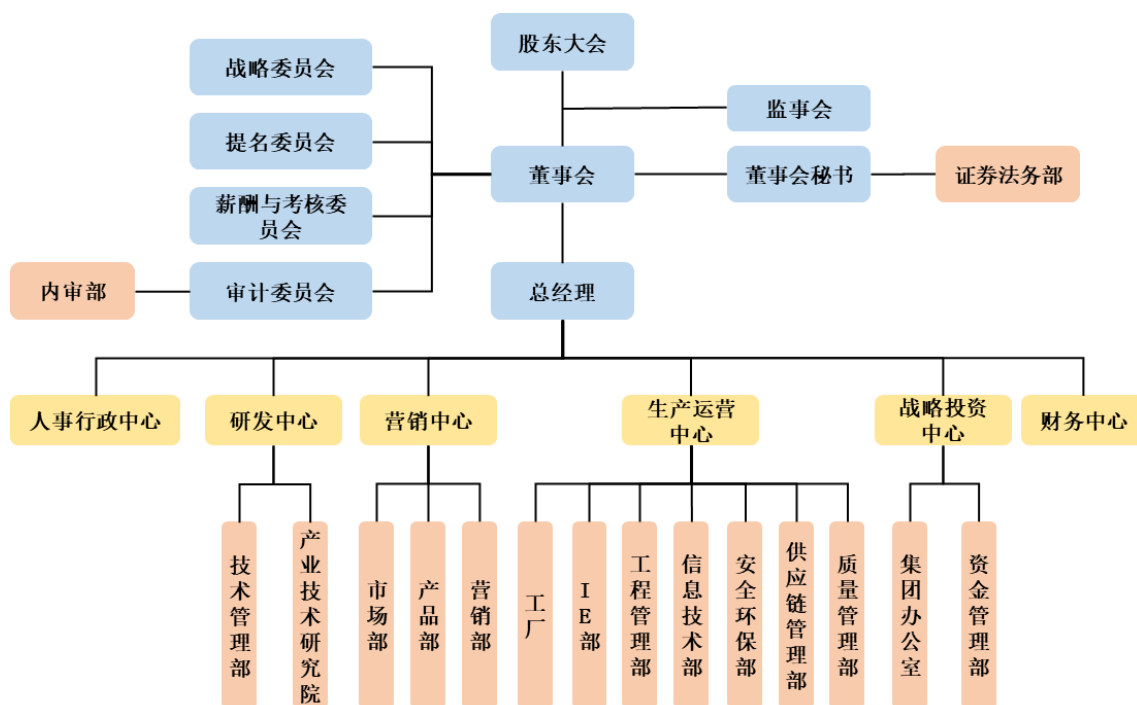 股东大会
战略委员会
监事会
提名委员会
董事会
董事会秘书
证券法务部
薪酬与考核委
员会
内审部
审计委员会
总经理
人事行政中心
研发中心
营销中心
生产运营
中心
战略投资
中心
财务中心
技术管理部
产业技术研究院
市场部
产品部
营销部
工厂
IE部
工程管理部
信息技术部
安全环保部
供应链管理部
质量管理部
集团办公室
资金管理部